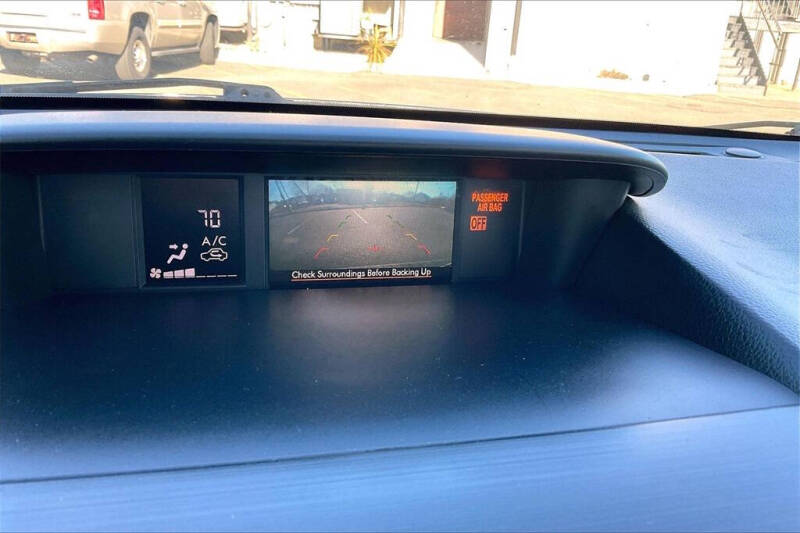 70
A/C
Check Surroundings Before Backing Up
PASSENGER
AIR BAG
OFF